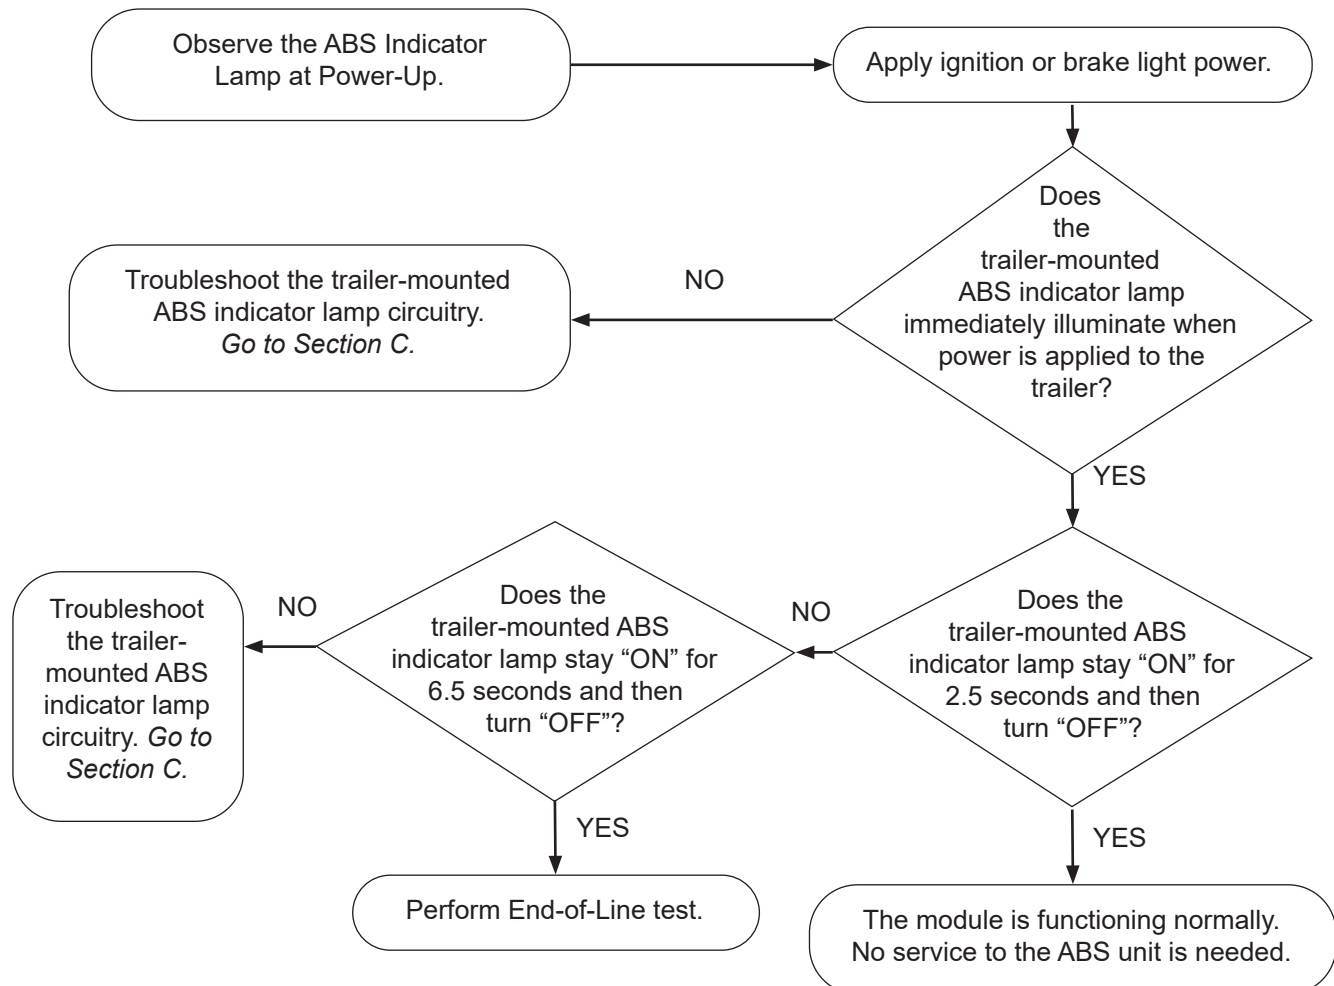 Observe the ABS Indicator
Lamp at Power-Up.
Apply ignition or brake light power.
Does
the
trailer-mounted
ABS indicator lamp
immediately illuminate when
power is applied to the
trailer?
NO
Troubleshoot the trailer-mounted
ABS indicator lamp circuitry.
Go to Section C.
YES
Does the
trailer-mounted ABS
indicator lamp stay “ON” for
2.5 seconds and then
turn “OFF”?
NO
Does the
trailer-mounted ABS
indicator lamp stay “ON” for
6.5 seconds and then
turn “OFF”?
NO
Troubleshoot
the trailer-
mounted ABS
indicator lamp
circuitry. Go to
Section C.
YES
Perform End-of-Line test.
YES
The module is functioning normally.
No service to the ABS unit is needed.